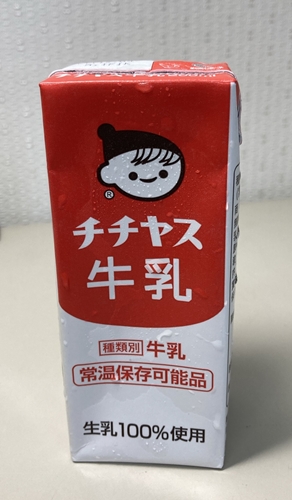 ®
チチヤス
牛乳
種類別 牛乳
常温保存可能品
生乳100%使用